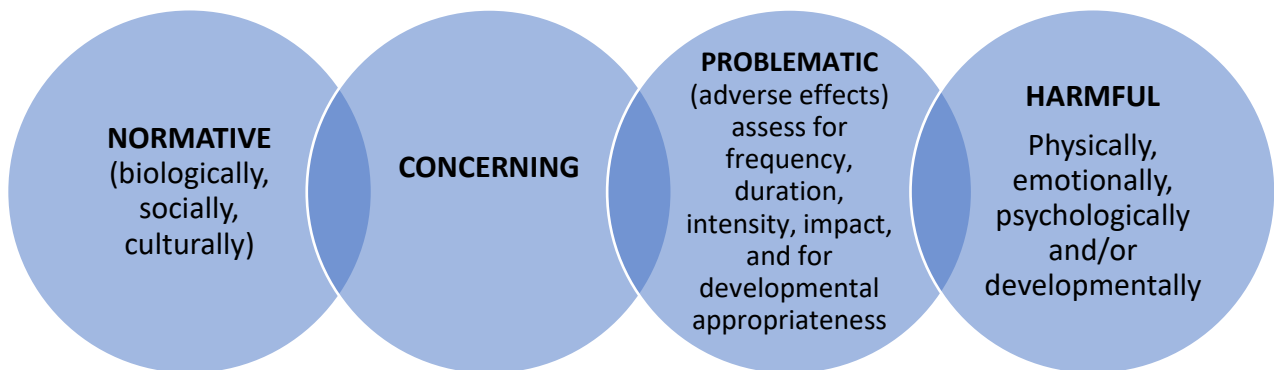 NORMATIVE
(biologically,
socially,
culturally)
CONCERNING
PROBLEMATIC
(adverse effects)
assess for
frequency,
duration,
intensity, impact,
and for
developmental
appropriateness
HARMFUL
Physically,
emotionally,
psychologically
and/or
developmentally